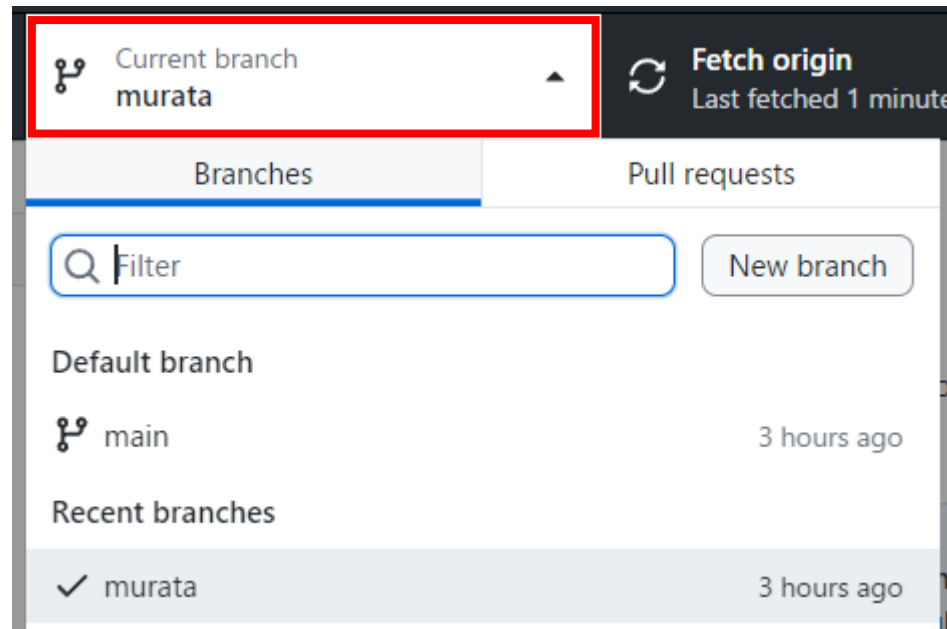 Current branch
murata
Fetch origin
Last fetched 1 minute
Branches
Pull requests
Filter
New branch
Default branch
main
3 hours ago
Recent branches
murata
3 hours ago